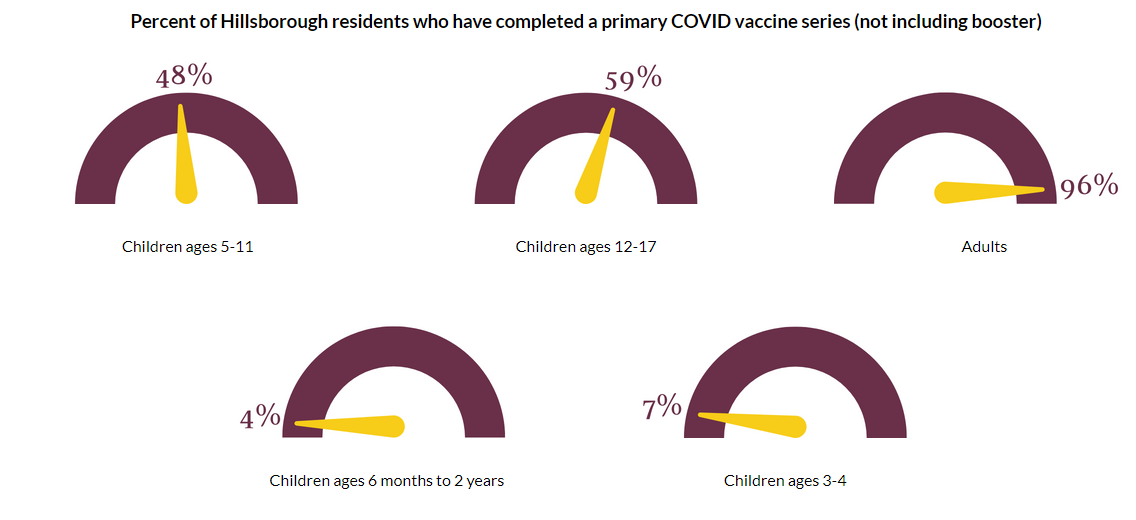 Percent of Hillsborough residents who have completed a primary COVID vaccine series (not including booster)
48%
59%
96%
Children ages 5-11
Children ages 12-17
Adults
4%
7%
Children ages 6 months to 2 years
Children ages 3-4